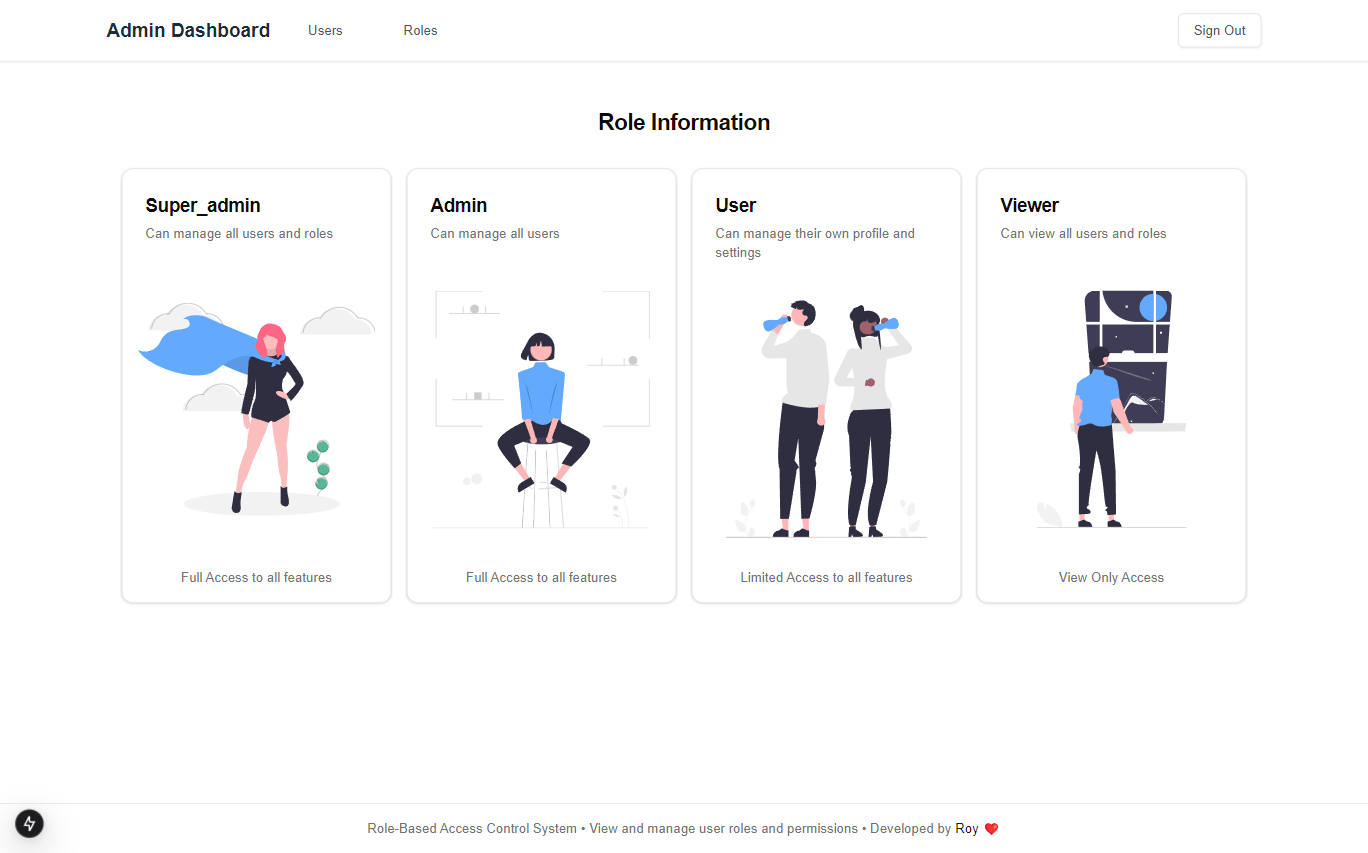 Admin Dashboard Users Roles Sign Out
Role Information
Super_admin
Can manage all users and roles
Full Access to all features
Admin
Can manage all users
Full Access to all features
User
Can manage their own profile and
settings
Limited Access to all features
Viewer
Can view all users and roles
View Only Access
Role-Based Access Control System • View and manage user roles and permissions • Developed by Roy ❤️